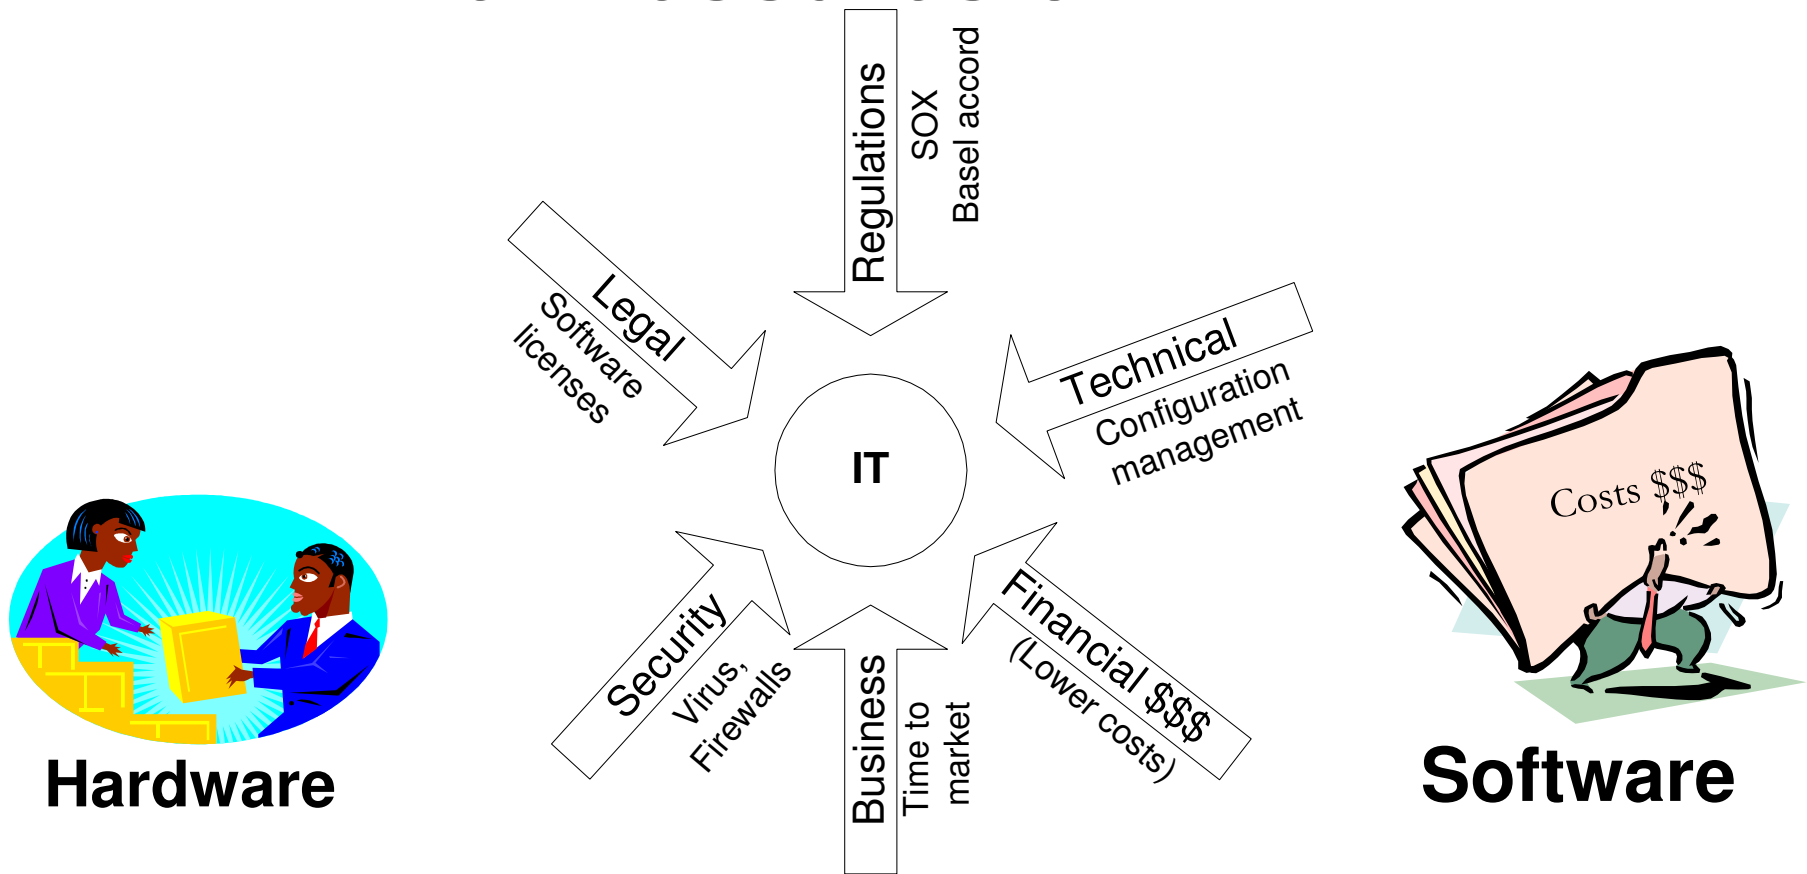 Regulations
SOX
Basel accord
Legal
Software
licenses
Technical
Configuration
management
IT
Costs $$$
Security
Virus,
Firewalls
Business
Time to
market
Financial $$$
(Lower costs)
Hardware
Software